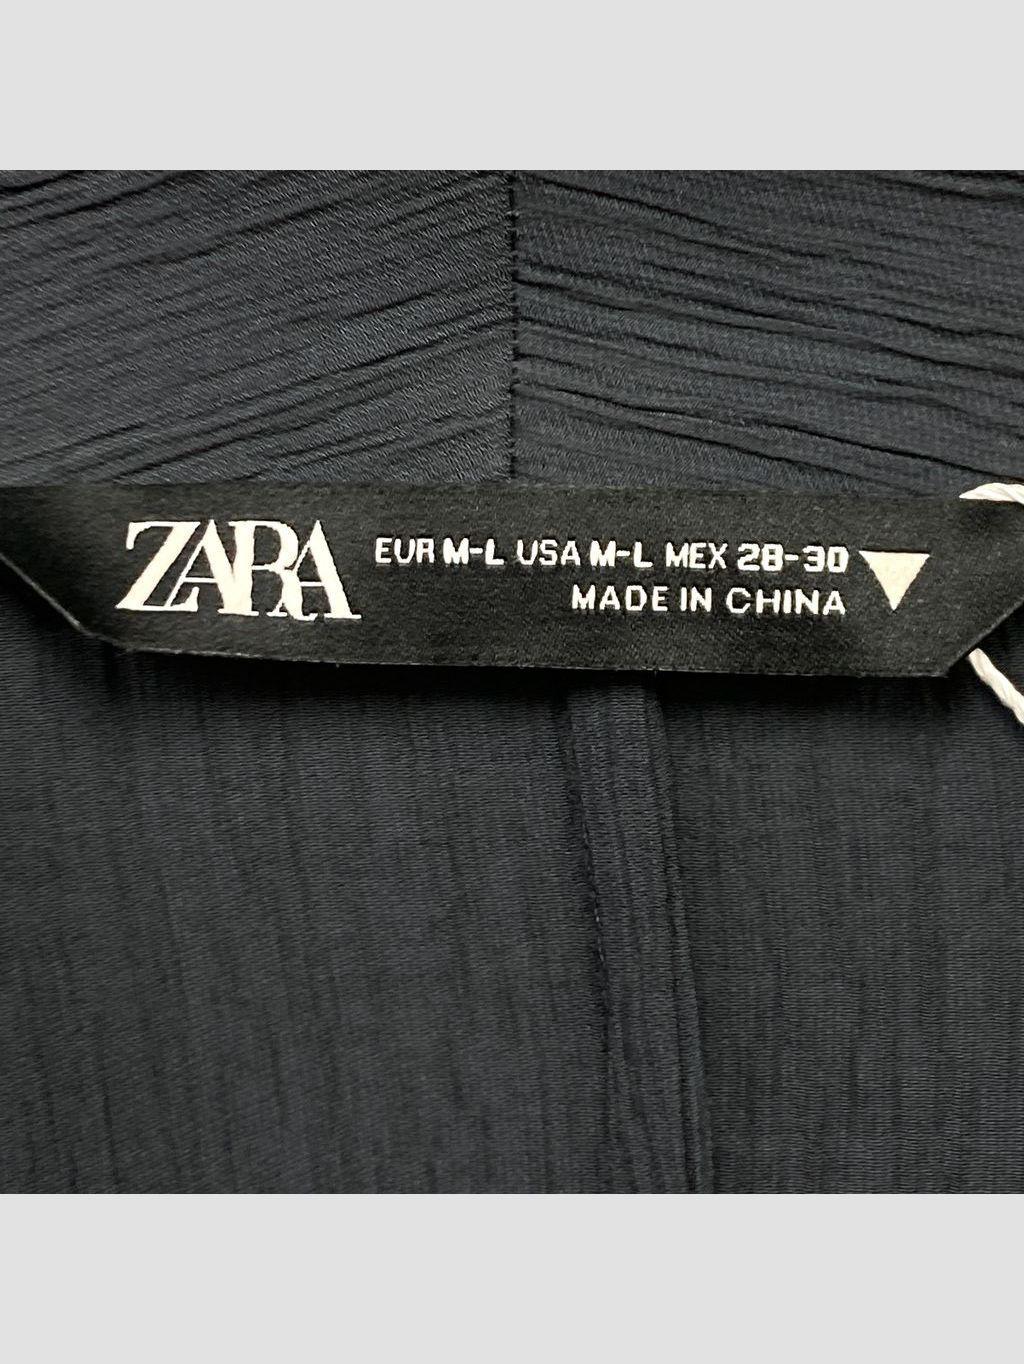 ZARA
EUR M-L USA M-L MEX 28-30
MADE IN CHINA